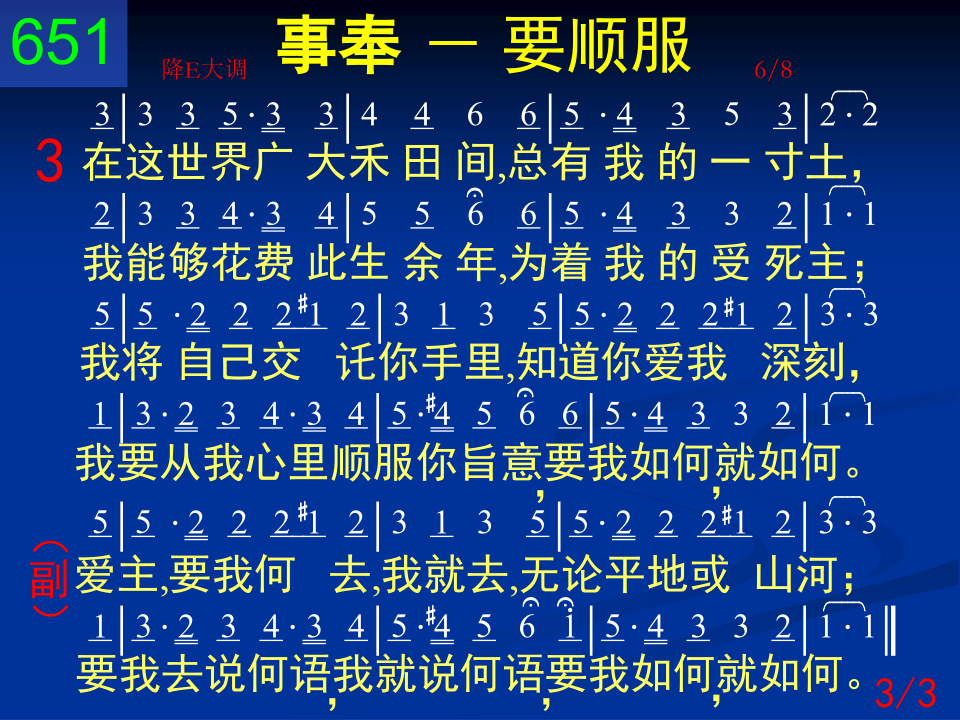 651 事奉 － 要顺服
降E大调 6/8
3|3 3 5·3 3|4 4 6 6|5 ·4 3 5 3|2·2
3 在这世界广 大禾 田 间,总有 我 的 一 寸土，
2|3 3 4·3 4|5 5 6 6|5 ·4 3 3 2|1·1
我能够花费 此生 余 年,为着 我 的 受 死主；
5|5 ·2 2 2#1 2|3 1 3 5|5·2 2 2#1 2|3·3
我将 自己交 托你手里,知道你爱我 深刻，
1|3·2 3 4·3 4|5·#4 5 6 6|5·4 3 3 2|1·1
我要从我心里顺服你旨意，要我如何，就如何。
5|5 ·2 2 2#1 2|3 1 3 5|5·2 2 2#1 2|3·3
（副） 爱主,要我何 去,我就去,无论平地或 山河；
1|3·2 3 4·3 4|5·#4 5 6 i|5·4 3 3 2|1·1‖
要我去说何语，我就说何语，要我如何，就如何。
3/3